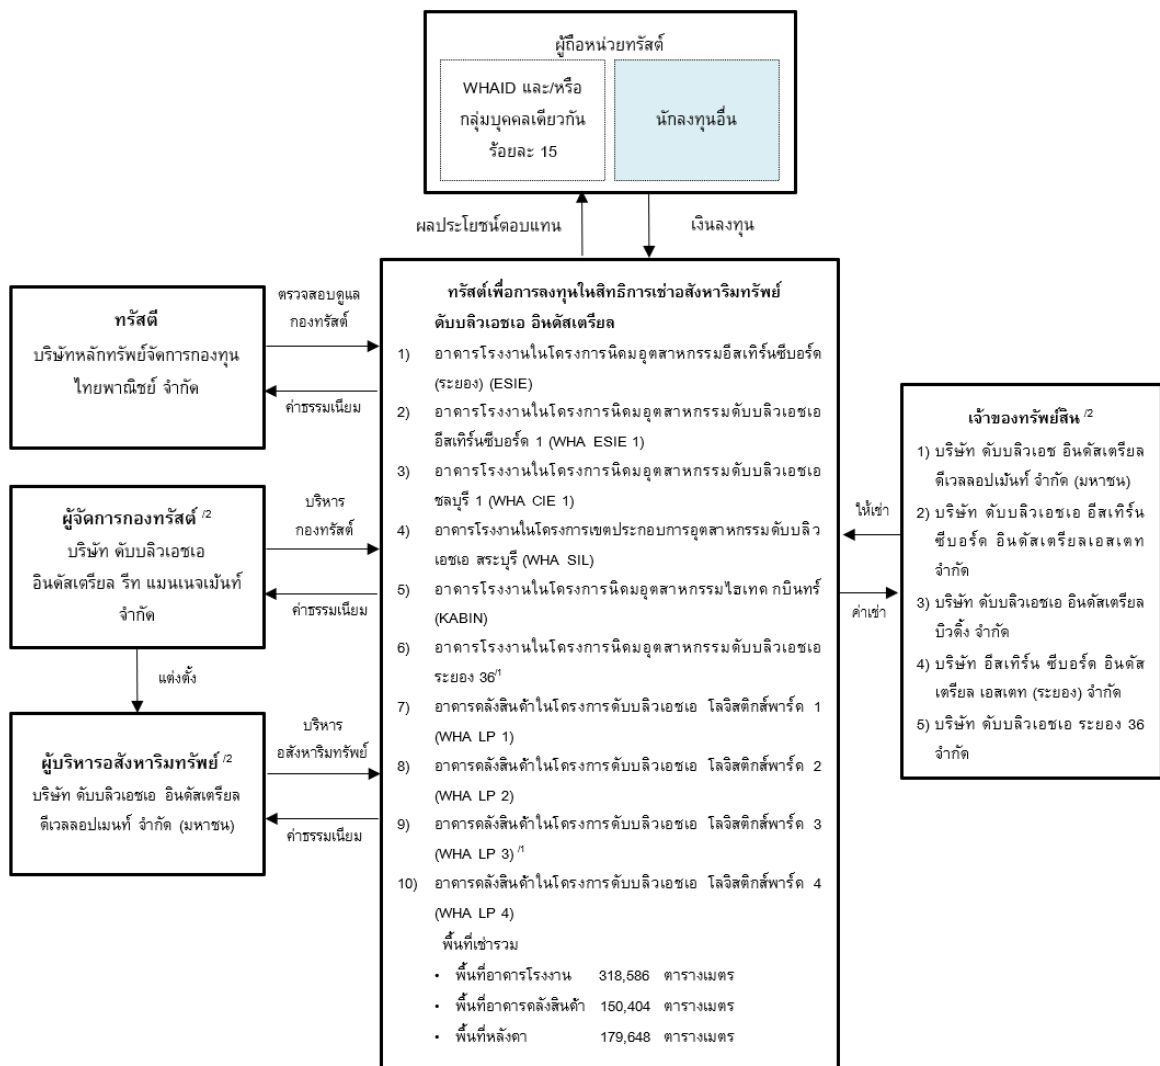 ผู้ถือหน่วยทรัสต์
WHAID และ/หรือ
กลุ่มบุคคลเดียวกัน
ร้อยละ 15
นักลงทุนอื่น
ผลประโยชน์ตอบแทน
เงินลงทุน
ทรัสตี
บริษัทหลักทรัพย์จัดการกองทุน
ไทยพาณิชย์ จำกัด
ตรวจสอบดูแล
กองทรัสต์
ค่าธรรมเนียม
ผู้จัดการกองทรัสต์ /2
บริษัท ดับบลิวเอชเอ
อินดัสเตรียล รีท แมนเนจเม้นท์
จำกัด
บริหาร
กองทรัสต์
ค่าธรรมเนียม
แต่งตั้ง
ผู้บริหารอสังหาริมทรัพย์ /2
บริษัท ดับบลิวเอชเอ อินดัสเตรียล
ดีเวลลอปเมนท์ จำกัด (มหาชน)
บริหาร
อสังหาริมทรัพย์
ค่าธรรมเนียม
ทรัสต์เพื่อการลงทุนในสิทธิการเช่าอสังหาริมทรัพย์
ดับบลิวเอชเอ อินดัสเตรียล
1) อาคารโรงงานในโครงการนิคมอุตสาหกรรมอีสเทิร์นซีบอร์ด
(ระยอง) (ESIE)
2) อาคารโรงงานในโครงการนิคมอุตสาหกรรมดับบลิวเอชเอ
อีสเทิร์นซีบอร์ด 1 (WHA ESIE 1)
3) อาคารโรงงานในโครงการนิคมอุตสาหกรรมดับบลิวเอชเอ
ชลบุรี 1 (WHA CIE 1)
4) อาคารโรงงานในโครงการเขตประกอบการอุตสาหกรรมดับบลิว
เอชเอ สระบุรี (WHA SIL)
5) อาคารโรงงานในโครงการนิคมอุตสาหกรรมไฮเทค กบินทร์
(KABIN)
6) อาคารโรงงานในโครงการนิคมอุตสาหกรรมดับบลิวเอชเอ
ระยอง 36/1
7) อาคารคลังสินค้าในโครงการดับบลิวเอชเอ โลจิสติกส์พาร์ค 1
(WHA LP 1)
8) อาคารคลังสินค้าในโครงการดับบลิวเอชเอ โลจิสติกส์พาร์ค 2
(WHA LP 2)
9) อาคารคลังสินค้าในโครงการดับบลิวเอชเอ โลจิสติกส์พาร์ค 3
(WHA LP 3) /1
10) อาคารคลังสินค้าในโครงการดับบลิวเอชเอ โลจิสติกส์พาร์ค 4
(WHA LP 4)
พื้นที่เช่ารวม
• พื้นที่อาคารโรงงาน 318,586 ตารางเมตร
• พื้นที่อาคารคลังสินค้า 150,404 ตารางเมตร
• พื้นที่หลังคา 179,648 ตารางเมตร
ให้เช่า
ค่าเช่า
เจ้าของทรัพย์สิน /2
1) บริษัท ดับบลิวเอช อินดัสเตรียล
ดีเวลลอปเม้นท์ จำกัด (มหาชน)
2) บริษัท ดับบลิวเอชเอ อีสเทิร์น
ซีบอร์ด อินดัสเตรียลเอสเตท
จำกัด
3) บริษัท ดับบลิวเอชเอ อินดัสเตรียล
บิวดิ้ง จำกัด
4) บริษัท อีสเทิร์น ซีบอร์ด อินดัส
เตรียล เอสเตท (ระยอง) จำกัด
5) บริษัท ดับบลิวเอชเอ ระยอง 36
จำกัด